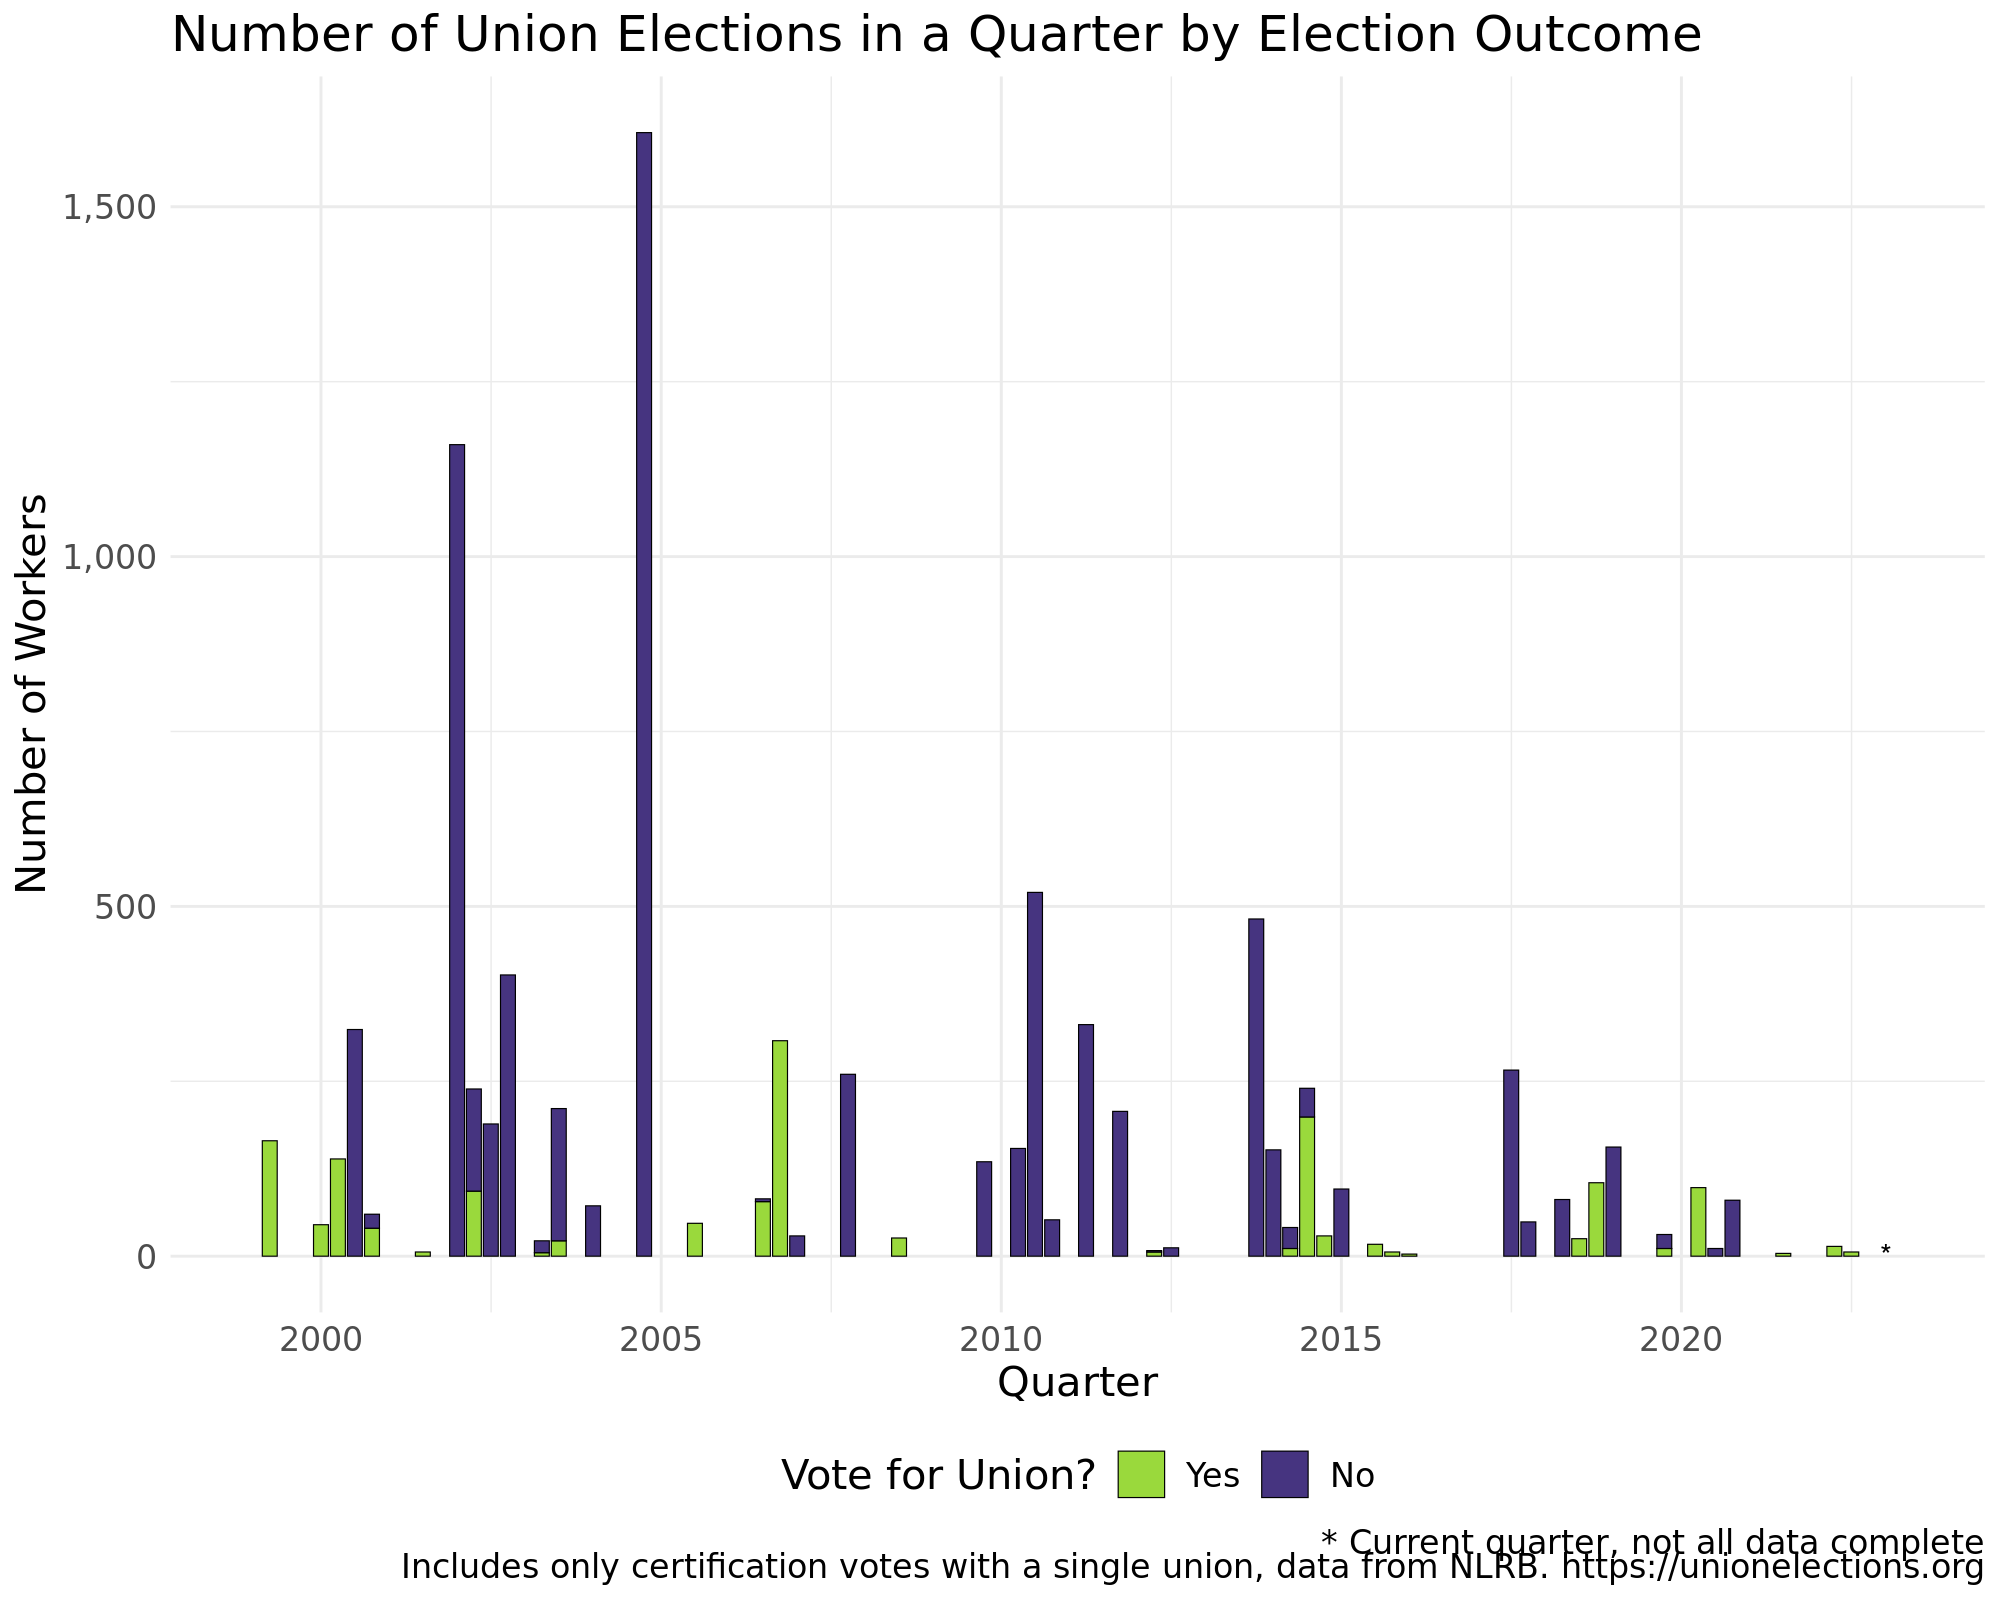 Number of Union Elections in a Quarter by Election Outcome
Number of Workers
1,500
1,000
500
0
*
2000 2005 2010 2015 2020
Quarter
Vote for Union? Yes No
* Current quarter, not all data complete
Includes only certification votes with a single union, data from NLRB. https://unionelections.org